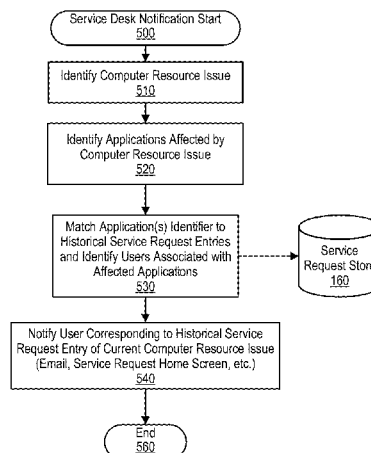 Service Desk Notification Start
500
Identify Computer Resource Issue
510
Identify Applications Affected by
Computer Resource Issue
520
Match Application(s) Identifier to
Historical Service Request Entries
and Identify Users Associated with
Affected Applications
530
Service
Request Store
160
Notify User Corresponding to Historical Service
Request Entry of Current Computer Resource Issue
(Email, Service Request Home Screen, etc.)
540
End
560